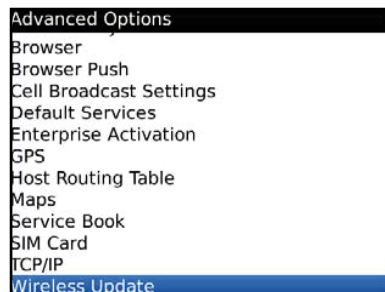 Advanced Options
Browser
Browser Push
Cell Broadcast Settings
Default Services
Enterprise Activation
GPS
Host Routing Table
Maps
Service Book
SIM Card
TCP/IP
Wireless Update